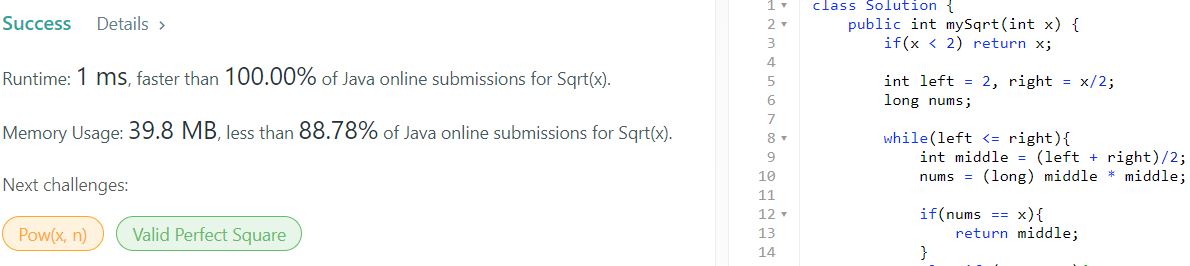 Success Details >
Runtime: 1 ms, faster than 100.00% of Java online submissions for Sqrt(x).
Memory Usage: 39.8 MB, less than 88.78% of Java online submissions for Sqrt(x).
Next challenges:
Pow(x, n) Valid Perfect Square
1 class Solution {
2 public int mySqrt(int x) {
3 if(x < 2) return x;
4
5 int left = 2, right = x/2;
6 long nums;
7
8 while(left <= right){
9 int middle = (left + right)/2;
10 nums = (long) middle * middle;
11
12 if(nums == x){
13 return middle;
14 }